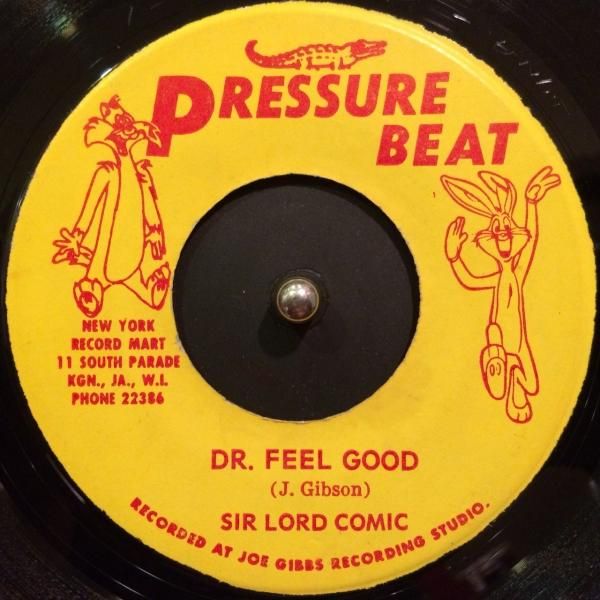 PRESSURE
BEAT
NEW YORK
RECORD MART
11 SOUTH PARADE
KGN., JA., W.I.
PHONE 22386
DR. FEEL GOOD
(J. Gibson)
SIR LORD COMIC
RECORDED AT JOE GIBBS RECORDING STUDIO.